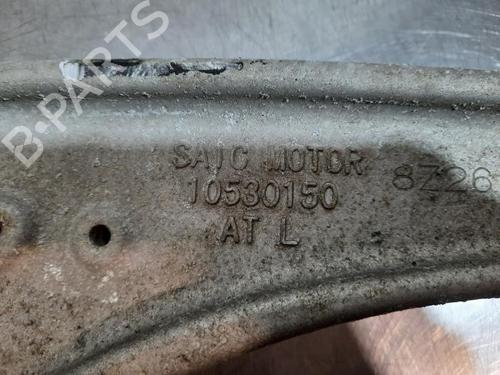 B-PARTS
SAIC MOTOR
10530150
AT L
8Z26